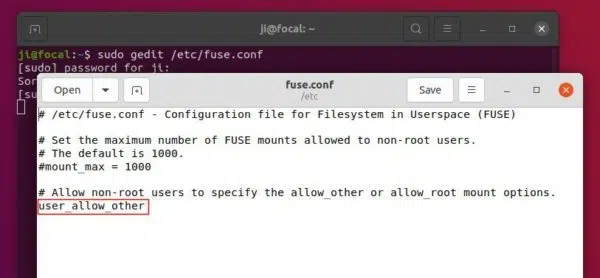 ji@focal: ~
ji@focal:~$ sudo gedit /etc/fuse.conf
[sudo] password for ji:
Sor
[su
Open
fuse.conf
/etc
Save
# /etc/fuse.conf - Configuration file for Filesystem in Userspace (FUSE)
# Set the maximum number of FUSE mounts allowed to non-root users.
# The default is 1000.
#mount_max = 1000
# Allow non-root users to specify the allow_other or allow_root mount options.
user_allow_other